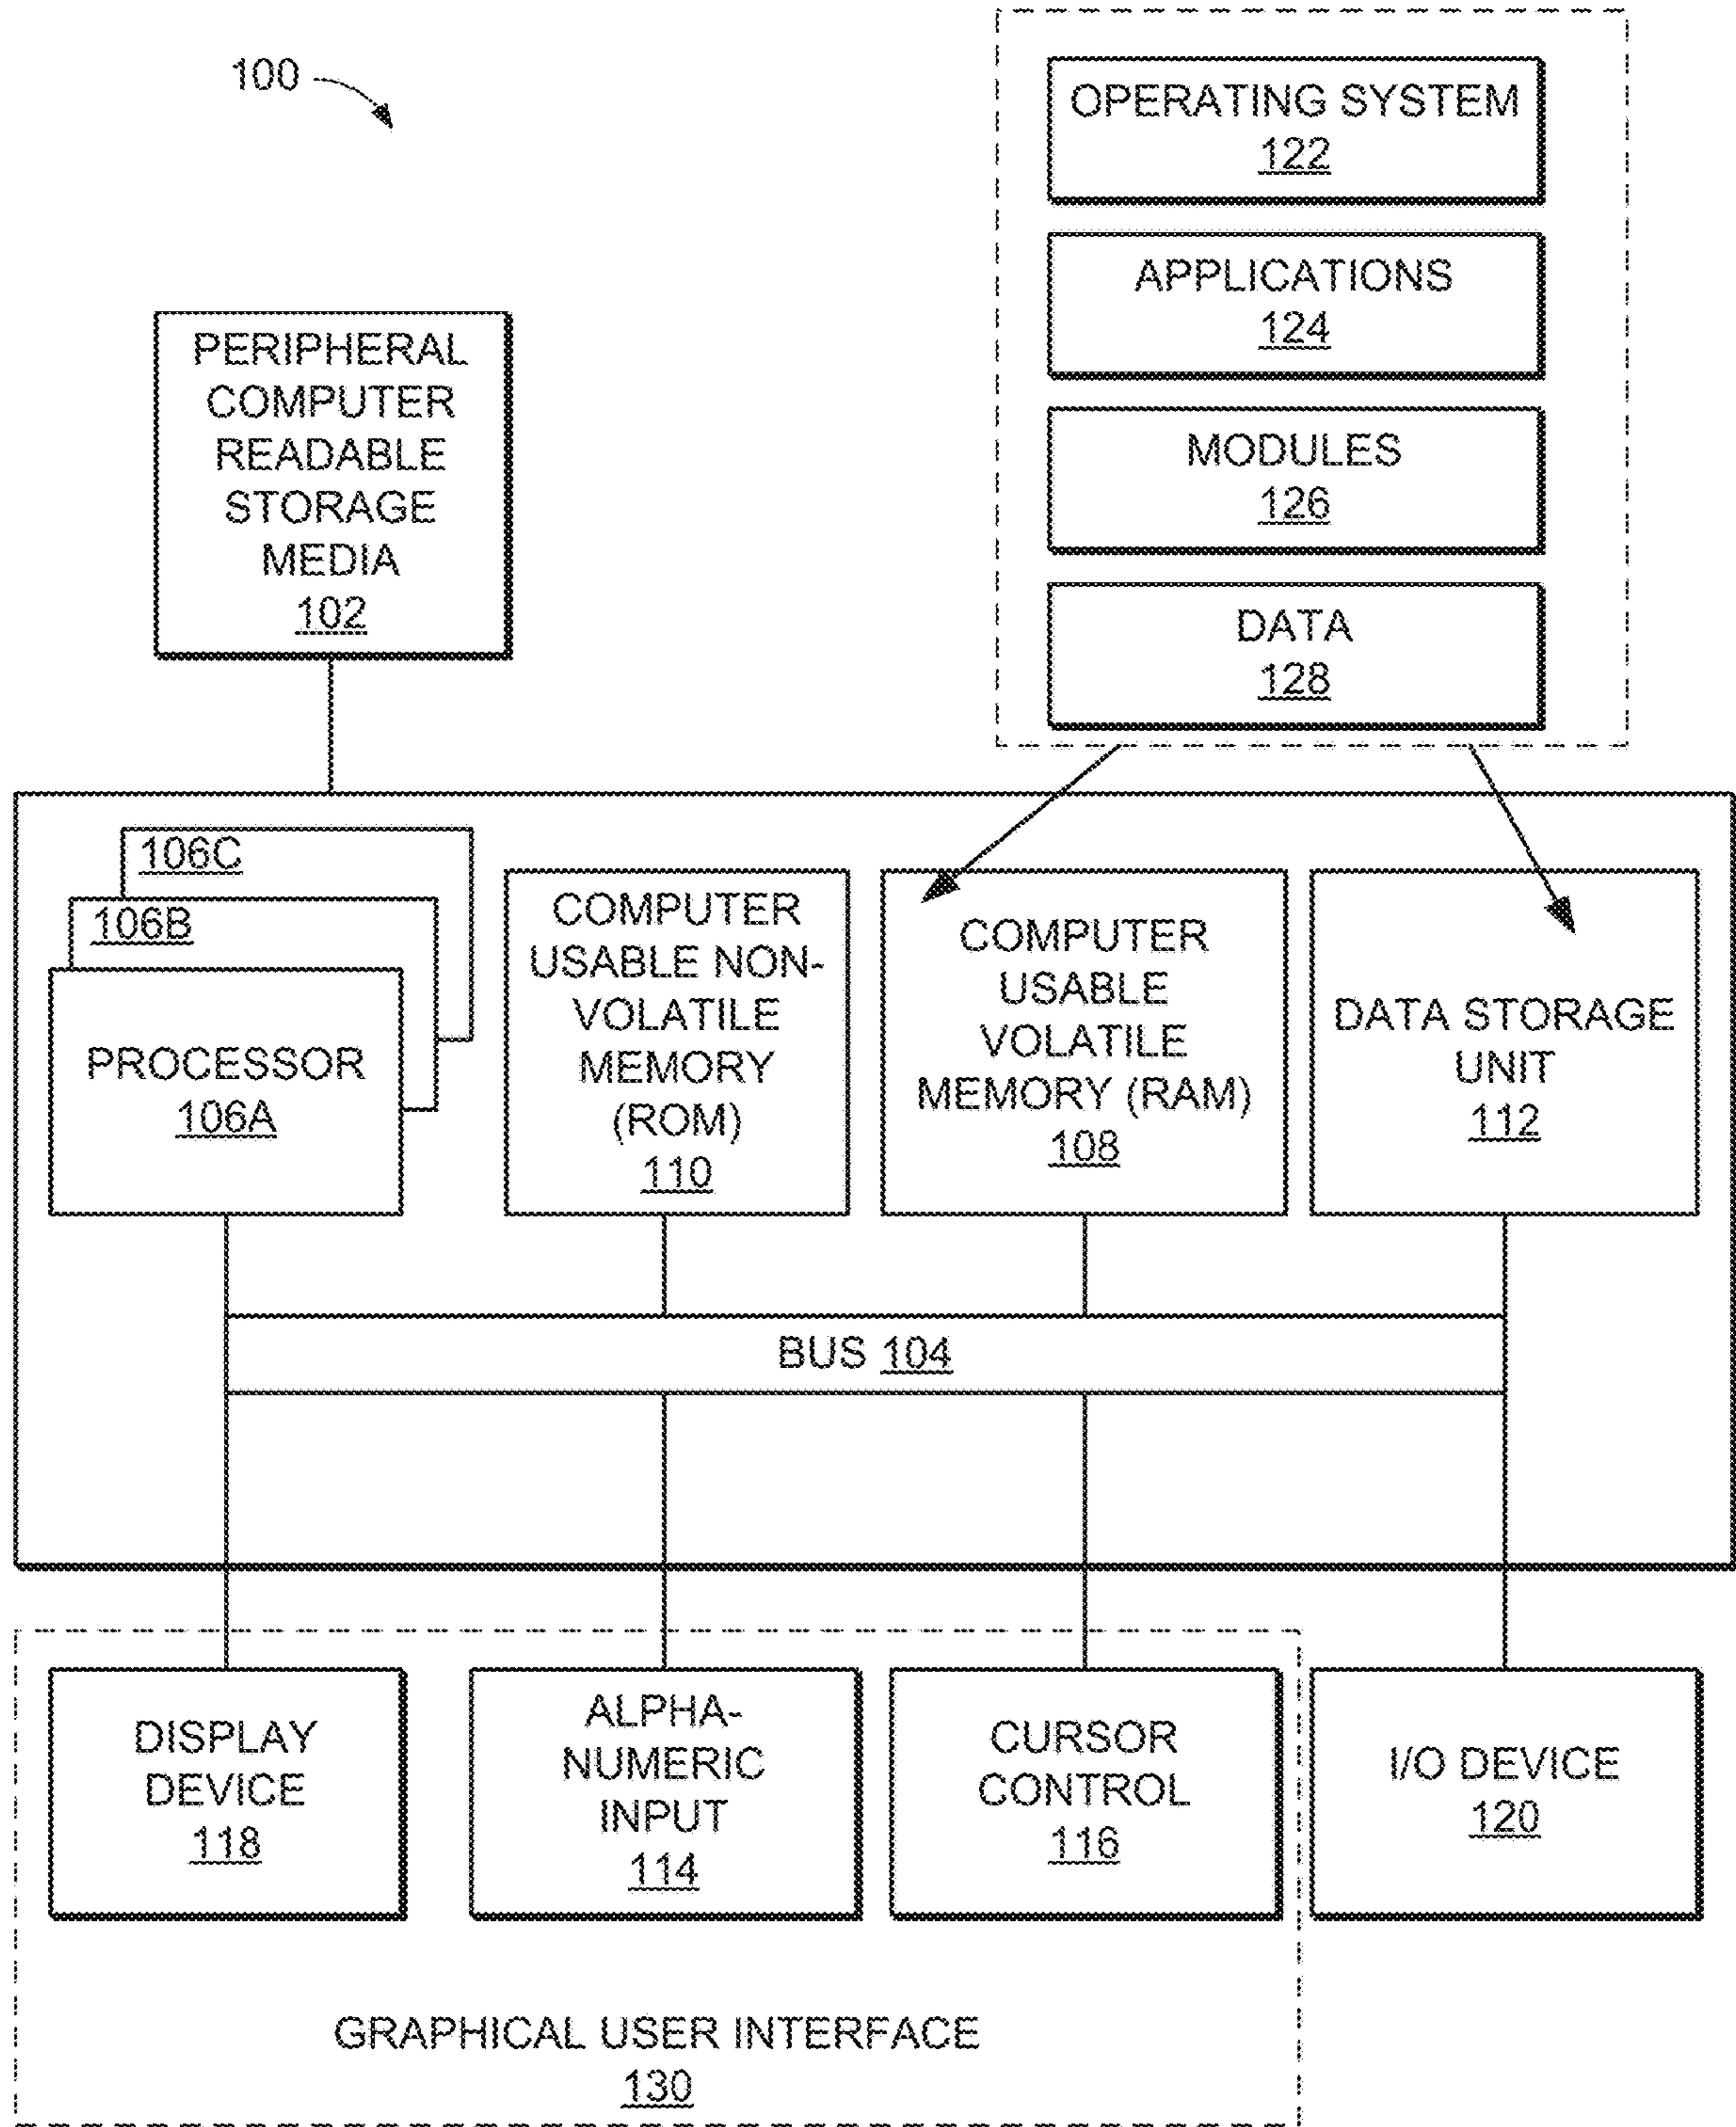 100
OPERATING SYSTEM
122
APPLICATIONS
124
MODULES
126
DATA
128
PERIPHERAL
COMPUTER
READABLE
STORAGE
MEDIA
102
106C
106B
PROCESSOR
106A
COMPUTER
USABLE NON-
VOLATILE
MEMORY
(ROM)
110
COMPUTER
USABLE
VOLATILE
MEMORY (RAM)
108
DATA STORAGE
UNIT
112
BUS 104
DISPLAY
DEVICE
118
ALPHA-
NUMERIC
INPUT
114
CURSOR
CONTROL
116
I/O DEVICE
120
GRAPHICAL USER INTERFACE
130